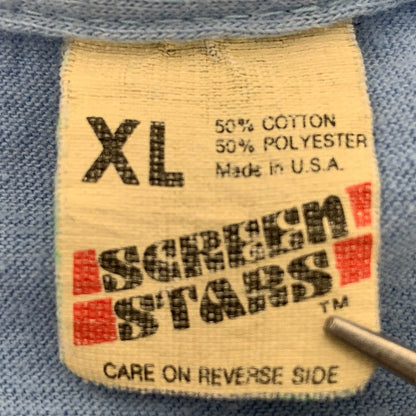 XL
50% COTTON
50% POLYESTER
Made in U.S.A.
SCREEN
STARS
TM
CARE ON REVERSE SIDE